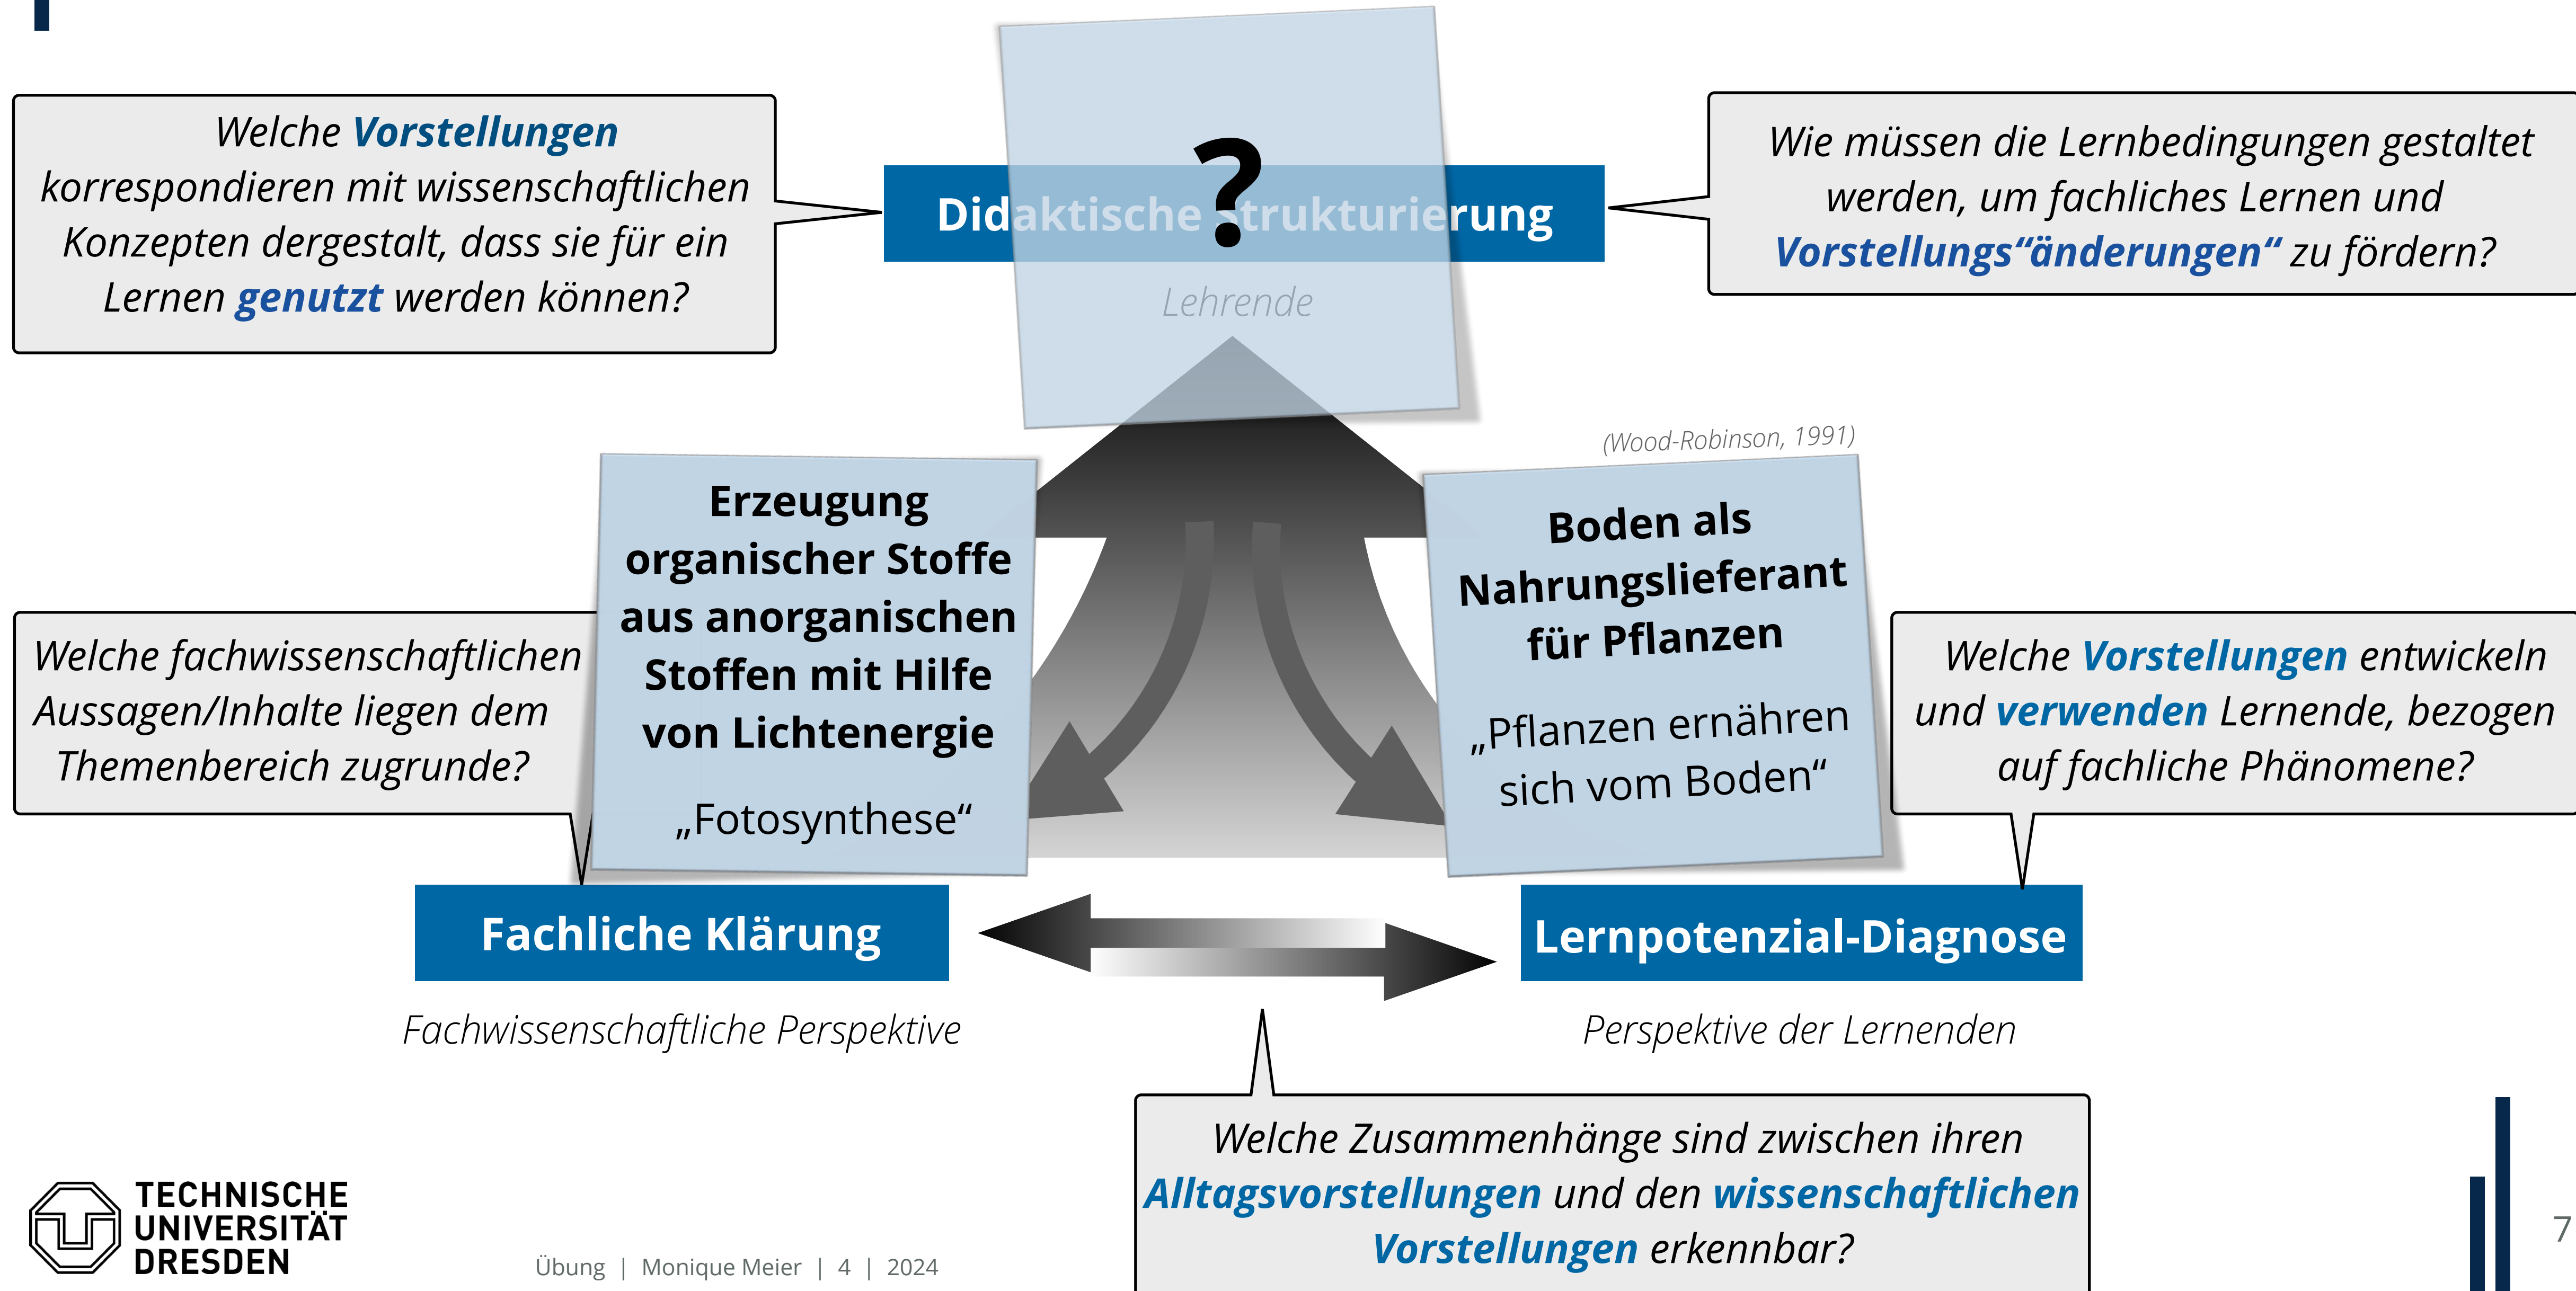 Welche Vorstellungen
korrespondieren mit wissenschaftlichen
Konzepten dergestalt, dass sie für ein
Lernen genutzt werden können?
?
Didaktische Strukturierung
Lehrende
Wie müssen die Lernbedingungen gestaltet
werden, um fachliches Lernen und
Vorstellungs“änderungen“ zu fördern?
Welche fachwissenschaftlichen
Aussagen/Inhalte liegen dem
Themenbereich zugrunde?
Erzeugung
organischer Stoffe
aus anorganischen
Stoffen mit Hilfe
von Lichtenergie
„Fotosynthese“
(Wood-Robinson, 1991)
Boden als
Nahrungslieferant
für Pflanzen
„Pflanzen ernähren
sich vom Boden“
Welche Vorstellungen entwickeln
und verwenden Lernende, bezogen
auf fachliche Phänomene?
Fachliche Klärung
Fachwissenschaftliche Perspektive
Lernpotenzial-Diagnose
Perspektive der Lernenden
Welche Zusammenhänge sind zwischen ihren
Alltagsvorstellungen und den wissenschaftlichen
Vorstellungen erkennbar?
TECHNISCHE
UNIVERSITÄT
DRESDEN
Übung | Monique Meier | 4 | 2024
7